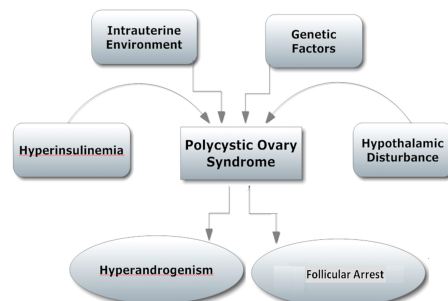 Intrauterine
Environment
Genetic
Factors
Hyperinsulinemia
Polycystic Ovary
Syndrome
Hypothalamic
Disturbance
Hyperandrogenism
Follicular Arrest